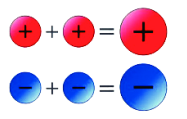 + + + = +
− + − = −